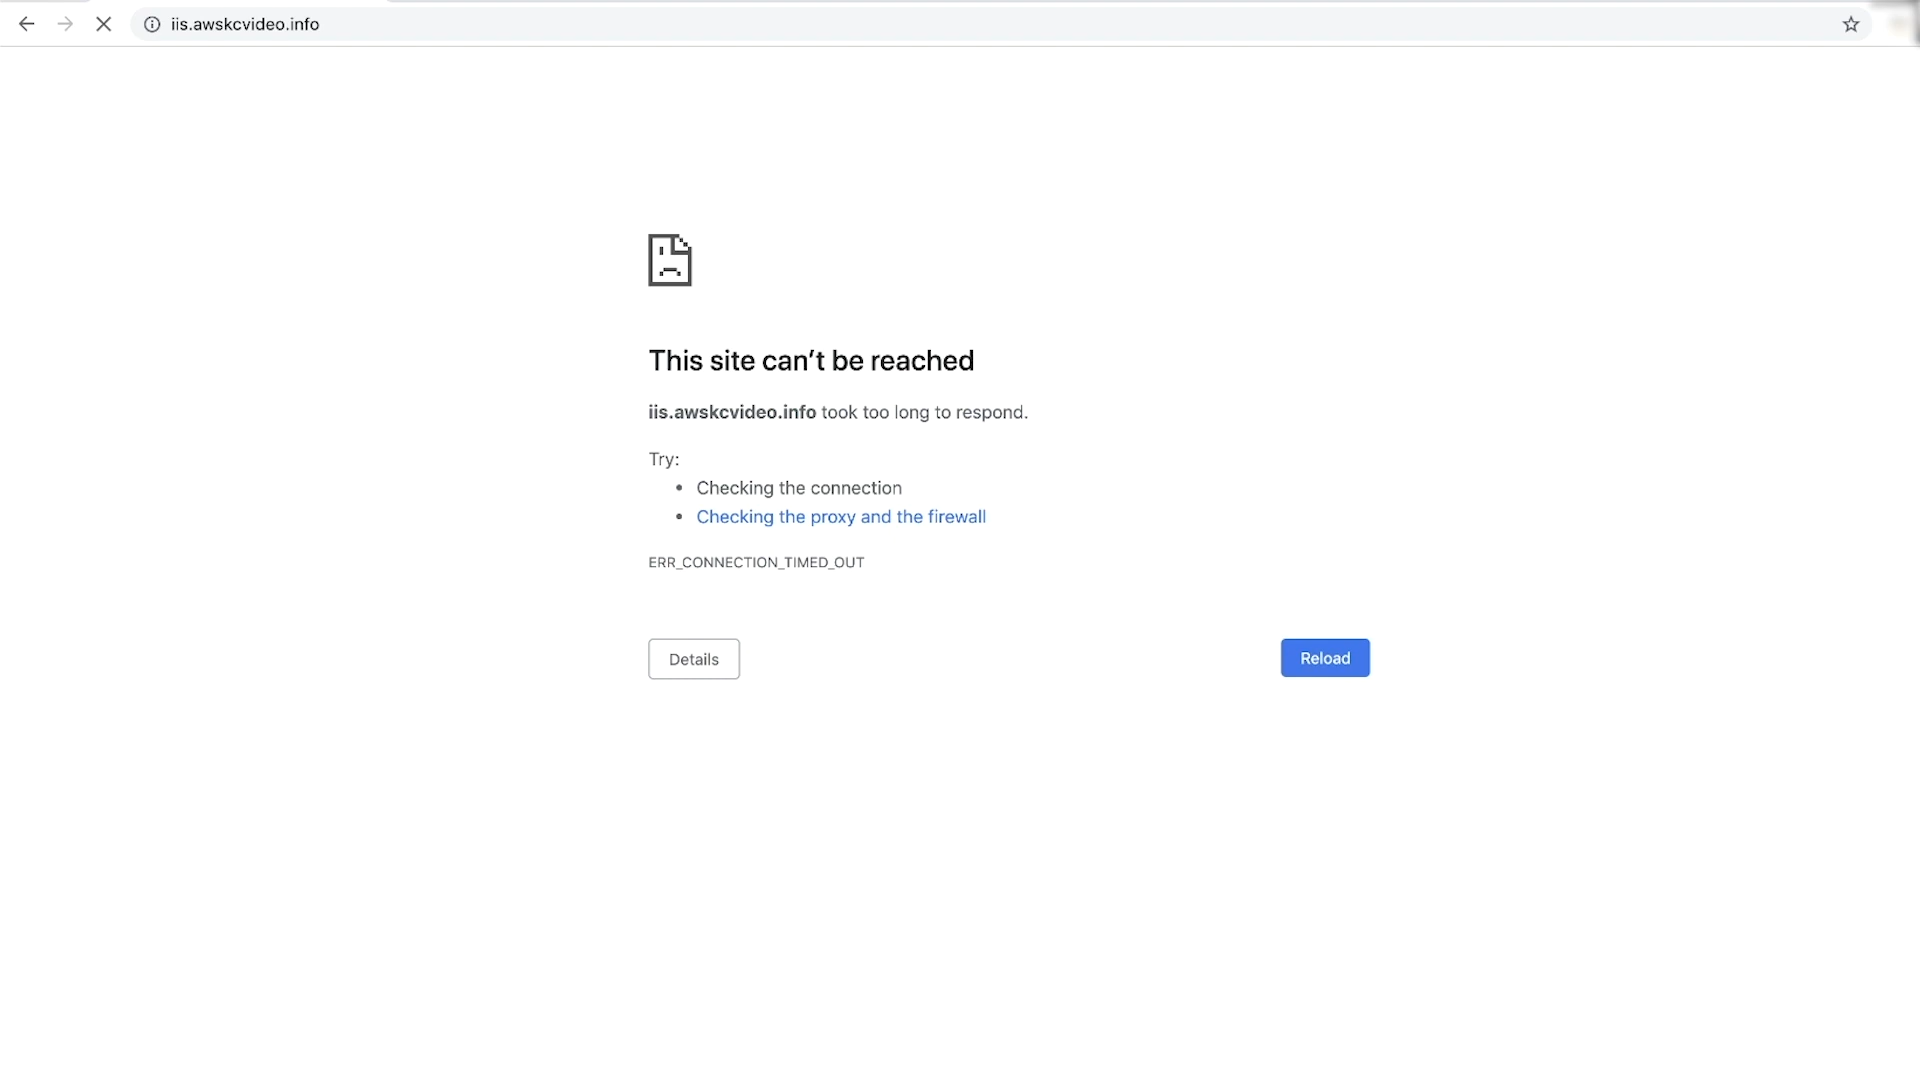 iis.awskcvideo.info
This site can’t be reached
iis.awskcvideo.info took too long to respond.
Try:
• Checking the connection
• Checking the proxy and the firewall
ERR_CONNECTION_TIMED_OUT
Details
Reload